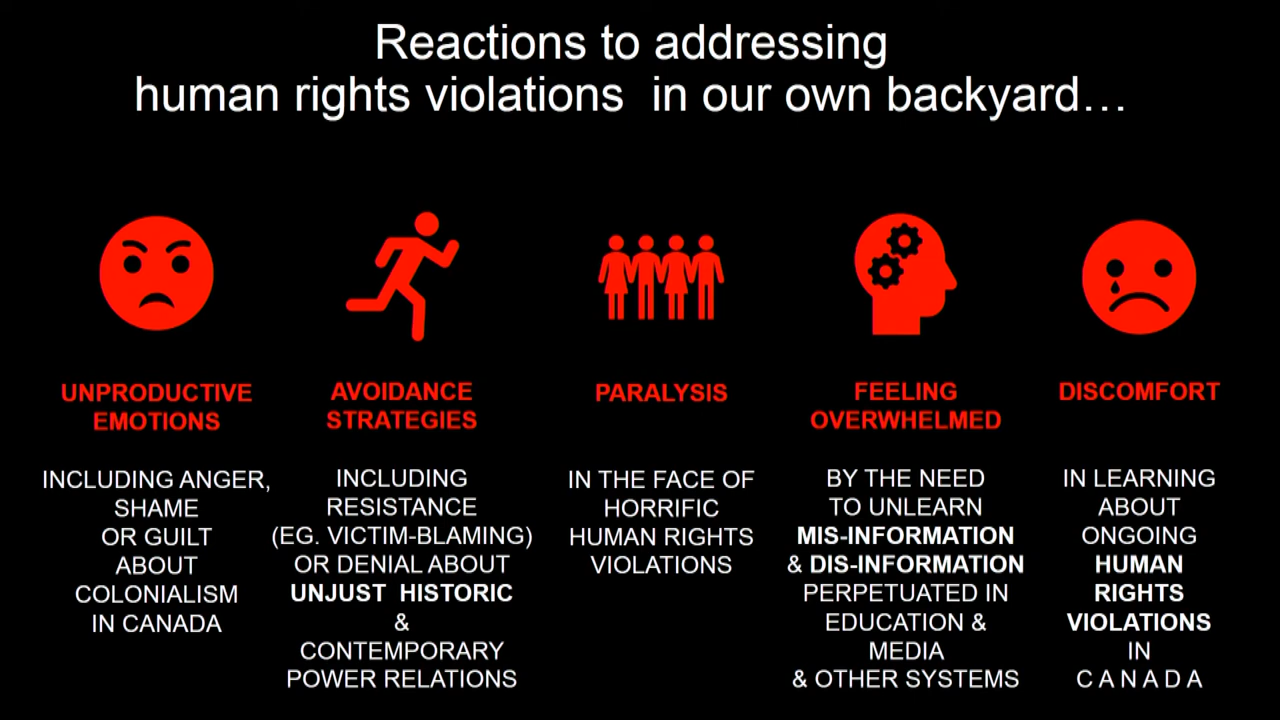 Reactions to addressing
human rights violations in our own backyard…
UNPRODUCTIVE
EMOTIONS
INCLUDING ANGER,
SHAME
OR GUILT
ABOUT
COLONIALISM
IN CANADA
AVOIDANCE
STRATEGIES
INCLUDING
RESISTANCE
(EG. VICTIM-BLAMING)
OR DENIAL ABOUT
UNJUST HISTORIC
&
CONTEMPORARY
POWER RELATIONS
PARALYSIS
IN THE FACE OF
HORRIFIC
HUMAN RIGHTS
VIOLATIONS
FEELING
OVERWHELMED
BY THE NEED
TO UNLEARN
MIS-INFORMATION
& DIS-INFORMATION
PERPETUATED IN
EDUCATION &
MEDIA
& OTHER SYSTEMS
DISCOMFORT
IN LEARNING
ABOUT
ONGOING
HUMAN
RIGHTS
VIOLATIONS
IN
C A N A D A